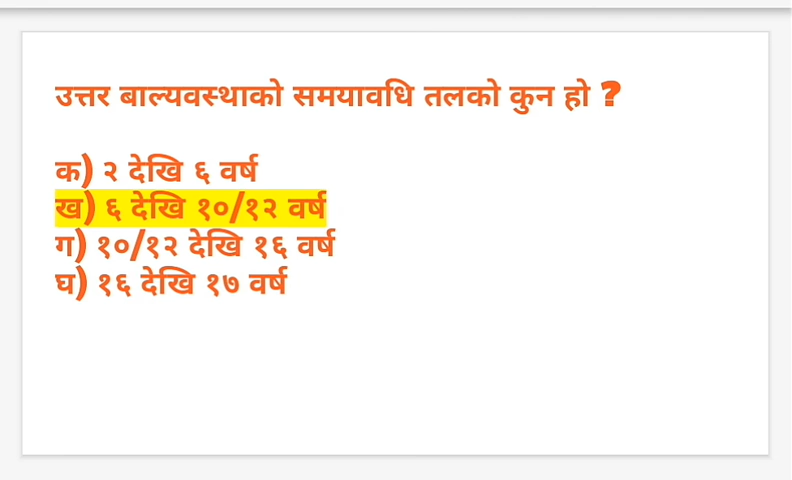 उत्तर बाल्यवस्थाको समयावधि तलको कुन हो ?
क) २ देखि ६ वर्ष
ख) ६ देखि १०/१२ वर्ष
ग) १०/१२ देखि १६ वर्ष
घ) १६ देखि १७ वर्ष